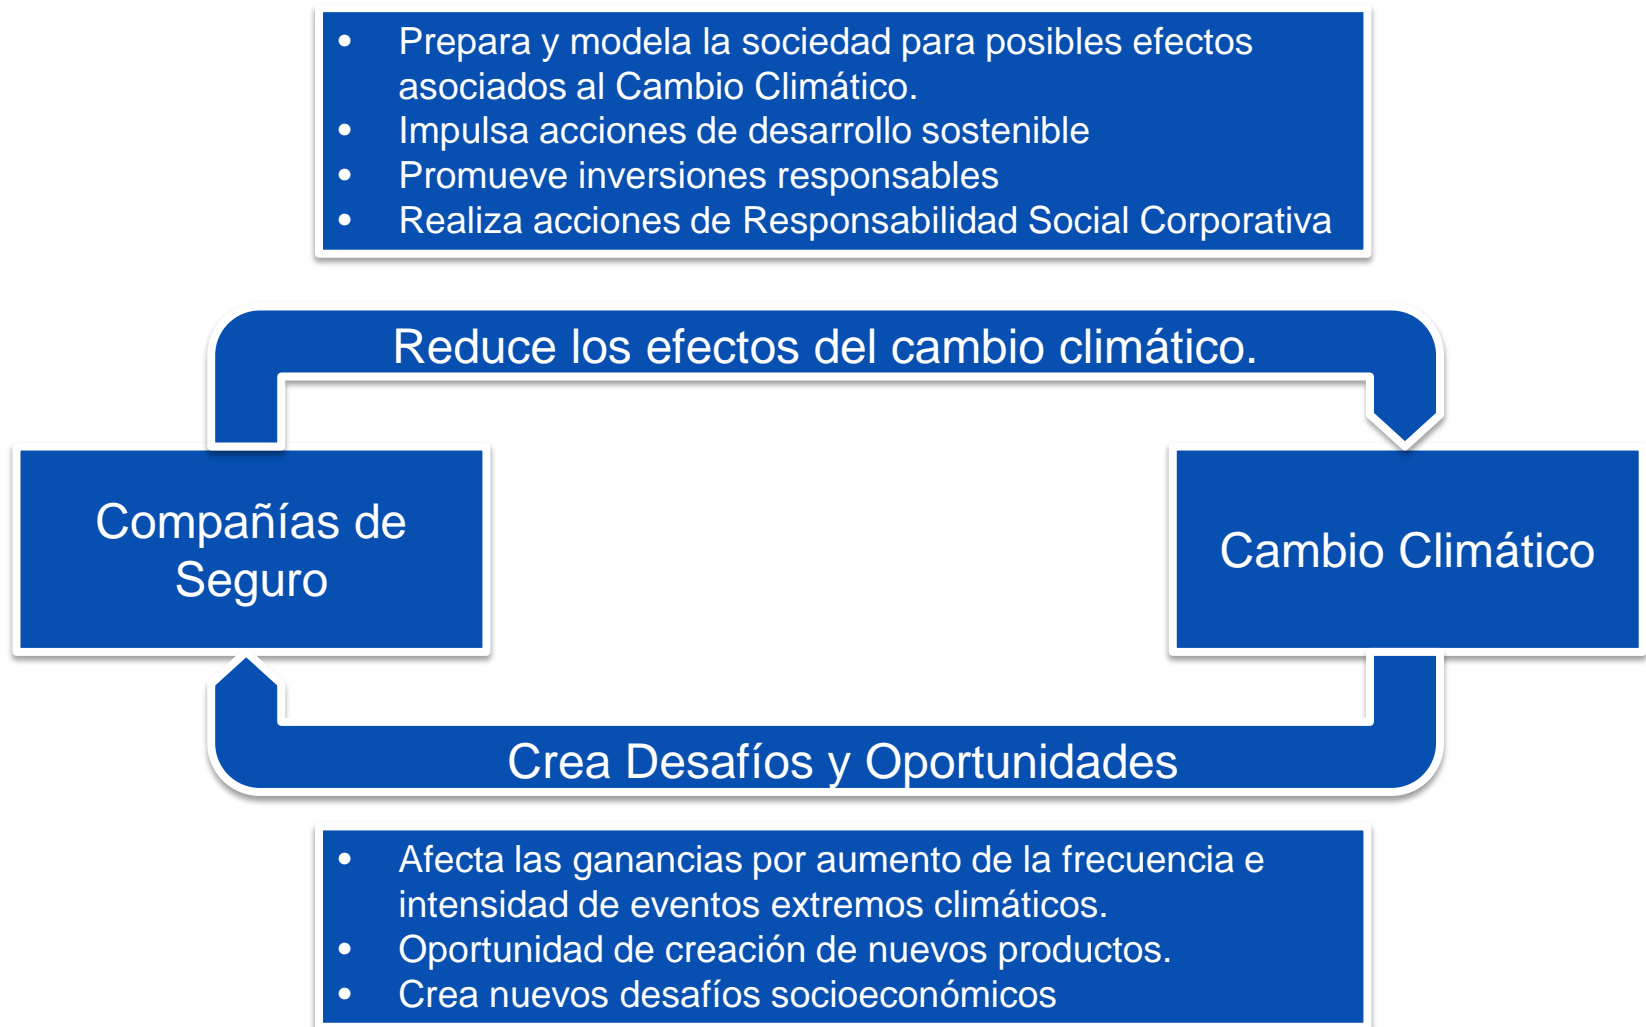 • Prepara y modela la sociedad para posibles efectos
asociados al Cambio Climático.
• Impulsa acciones de desarrollo sostenible
• Promueve inversiones responsables
• Realiza acciones de Responsabilidad Social Corporativa
Reduce los efectos del cambio climático.
Compañías de
Seguro
Cambio Climático
Crea Desafíos y Oportunidades
• Afecta las ganancias por aumento de la frecuencia e
intensidad de eventos extremos climáticos.
• Oportunidad de creación de nuevos productos.
• Crea nuevos desafíos socioeconómicos